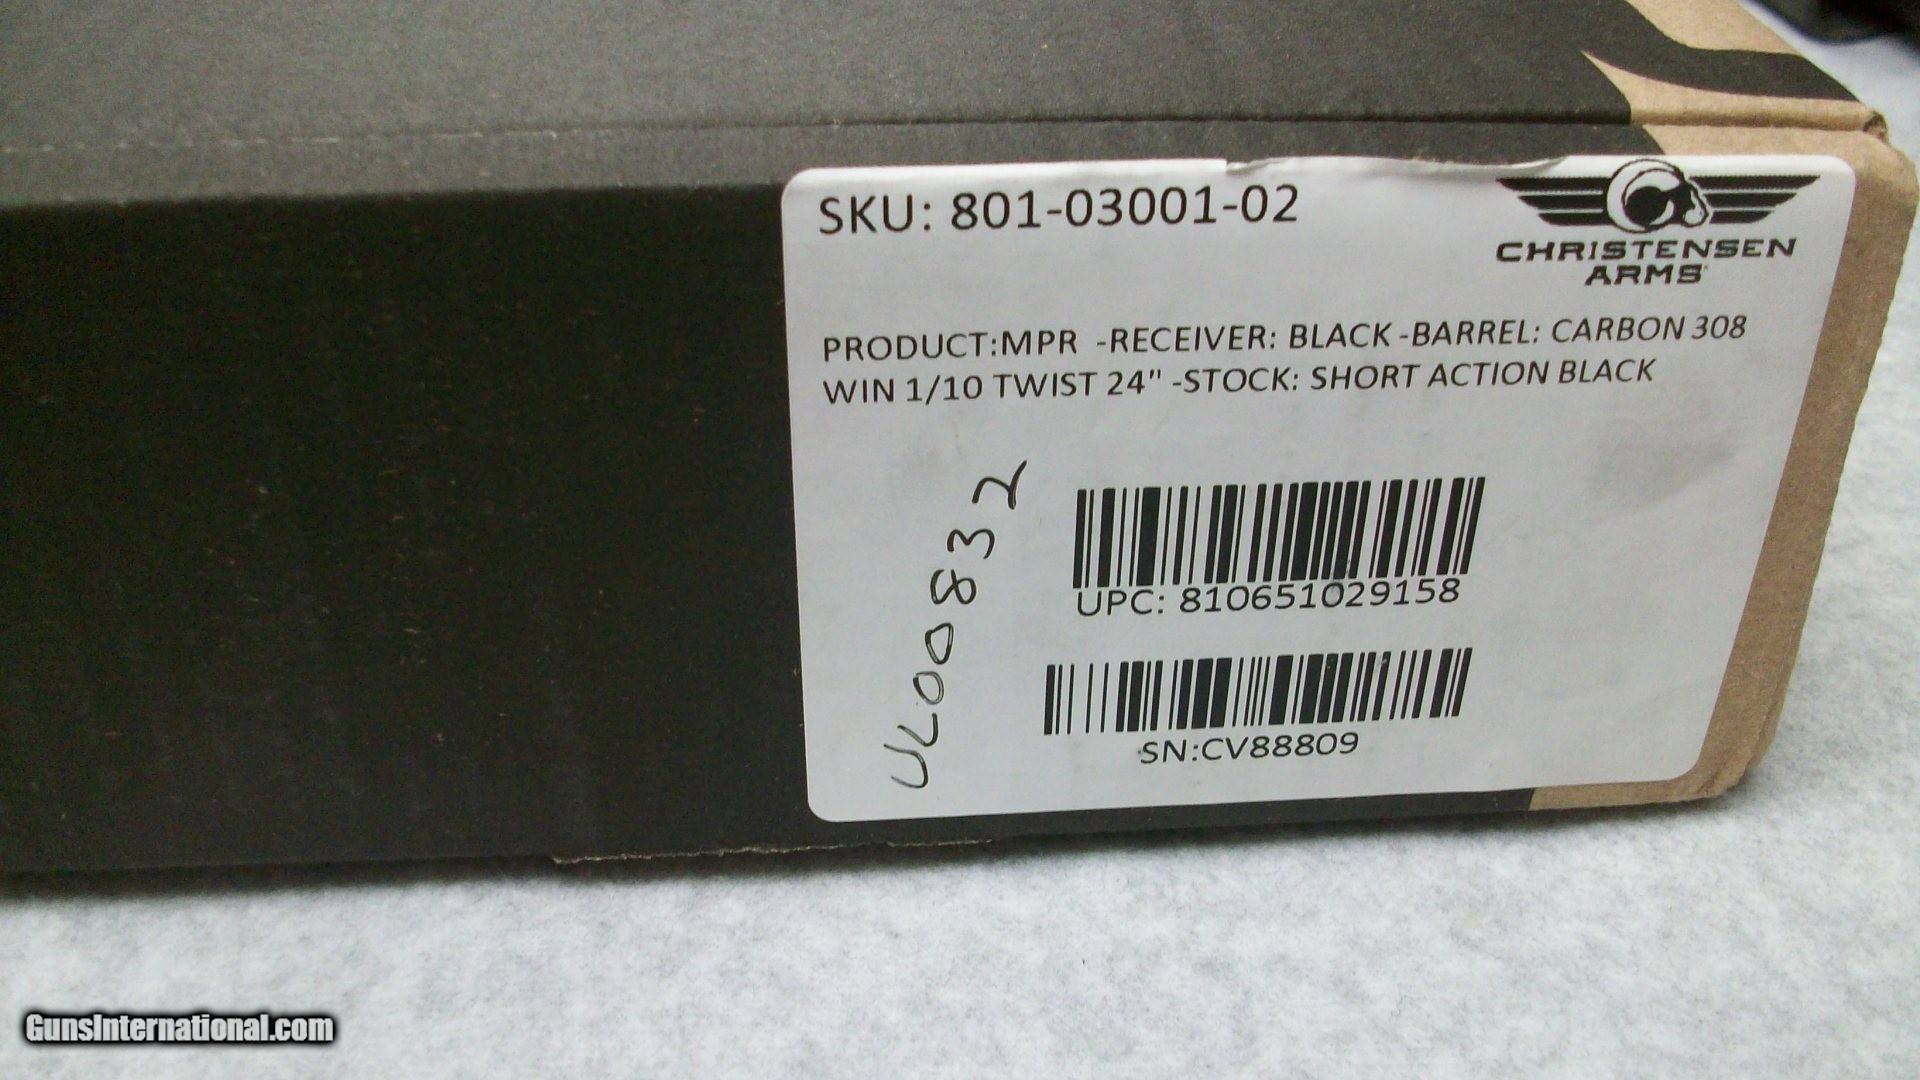 SKU: 801-03001-02
CHRISTENSEN
ARMS
PRODUCT:MPR -RECEIVER: BLACK -BARREL: CARBON 308
WIN 1/10 TWIST 24" -STOCK: SHORT ACTION BLACK
UL00832
UPC: 810651029158
SN:CV88809
GunsInternational.com